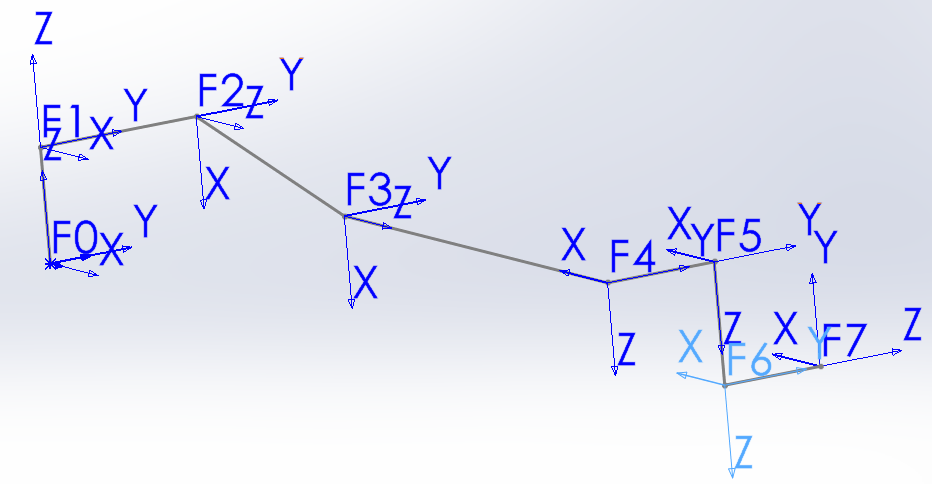 Z
F1 Y
Z X
F0 X Y
F2 Z Y
X
F3 Z Y
X
X F4
Z
X Y F5 Y
Z
X F6 Y
Z
Y
X F7 Z